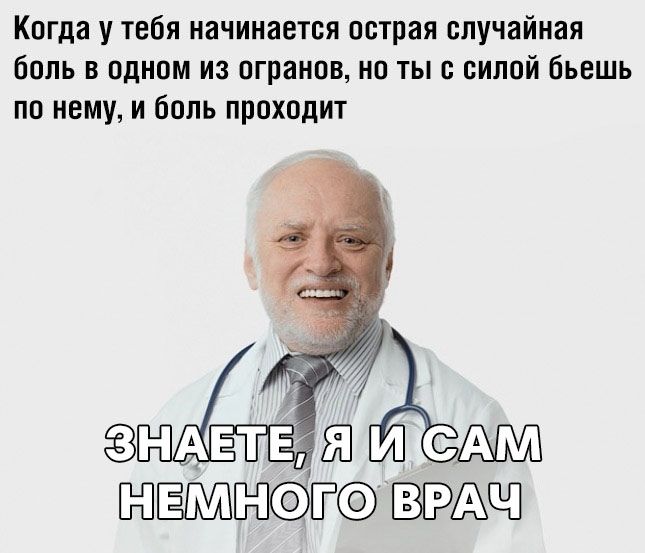 Когда у тебя начинается острая случайная
боль в одном из огранов, но ты с силой бьешь
по нему, и боль проходит
ЗНАЕТЕ, Я И САМ
НЕМНОГО ВРАЧ